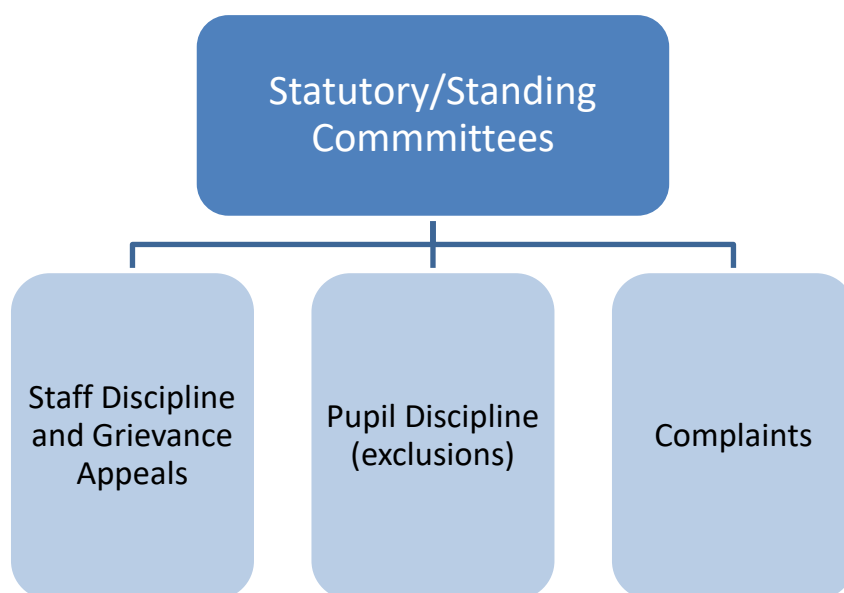 Statutory/Standing
Commmittees
Staff Discipline
and Grievance
Appeals
Pupil Discipline
(exclusions)
Complaints